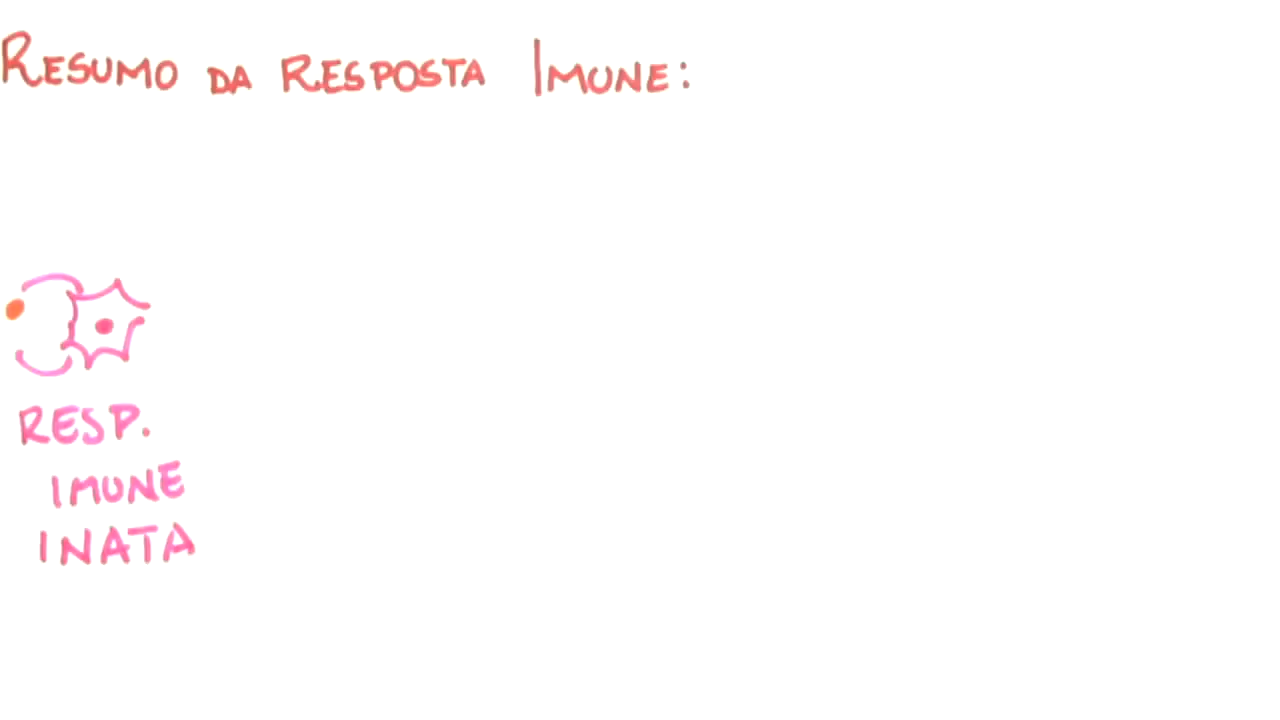 RESUMO DA RESPOSTA IMUNE:
RESP.
IMUNE
INATA